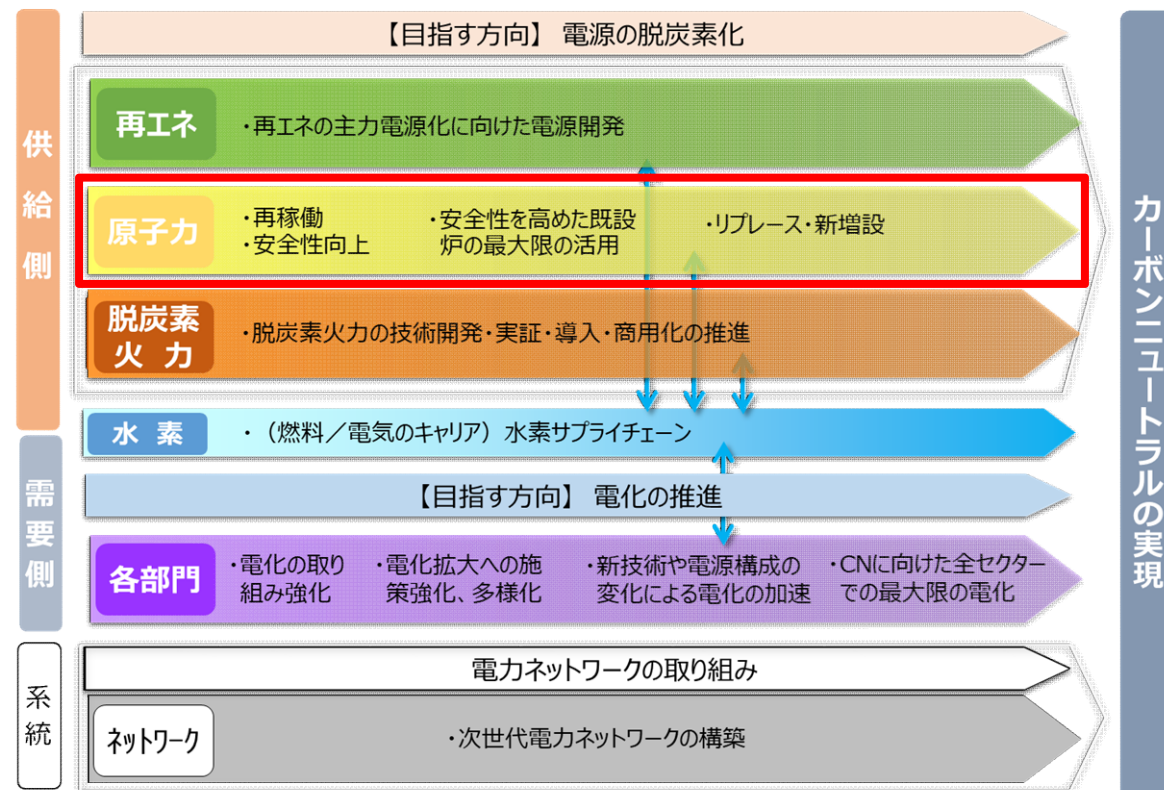 供給側
【目指す方向】 電源の脱炭素化
再エネ
・再エネの主力電源化に向けた電源開発
原子力
・再稼働
・安全性向上
・安全性を高めた既設
炉の最大限の活用
・リプレース・新増設
脱炭素
火 力
・脱炭素火力の技術開発・実証・導入・商用化の推進
水 素
・（燃料／電気のキャリア）水素サプライチェーン
需要側
【目指す方向】 電化の推進
各部門
・電化の取り
組み強化
・電化拡大への施
策強化、多様化
・新技術や電源構成の
変化による電化の加速
・CNに向けた全セクター
での最大限の電化
系統
電力ネットワークの取り組み
ネットワーク
・次世代電力ネットワークの構築
カーボンニュートラルの実現